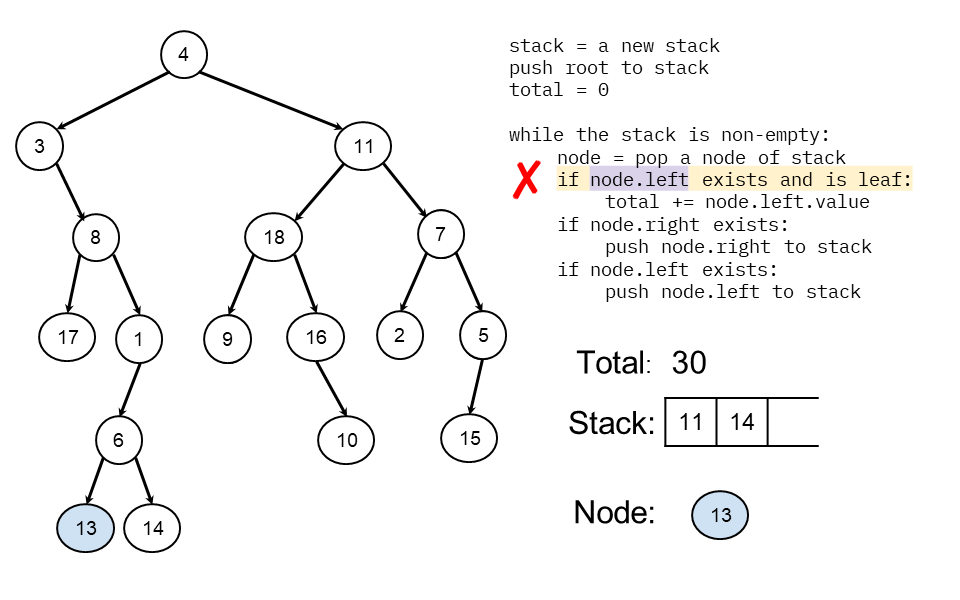 stack = a new stack
push root to stack
total = 0
while the stack is non-empty:
node = pop a node of stack
if node.left exists and is leaf:
total += node.left.value
if node.right exists:
push node.right to stack
if node.left exists:
push node.left to stack
4
3 11
8 18 7
17 1 9 16 2 5
6 10 15
13 14
Total: 30
Stack: 11 14
Node: 13